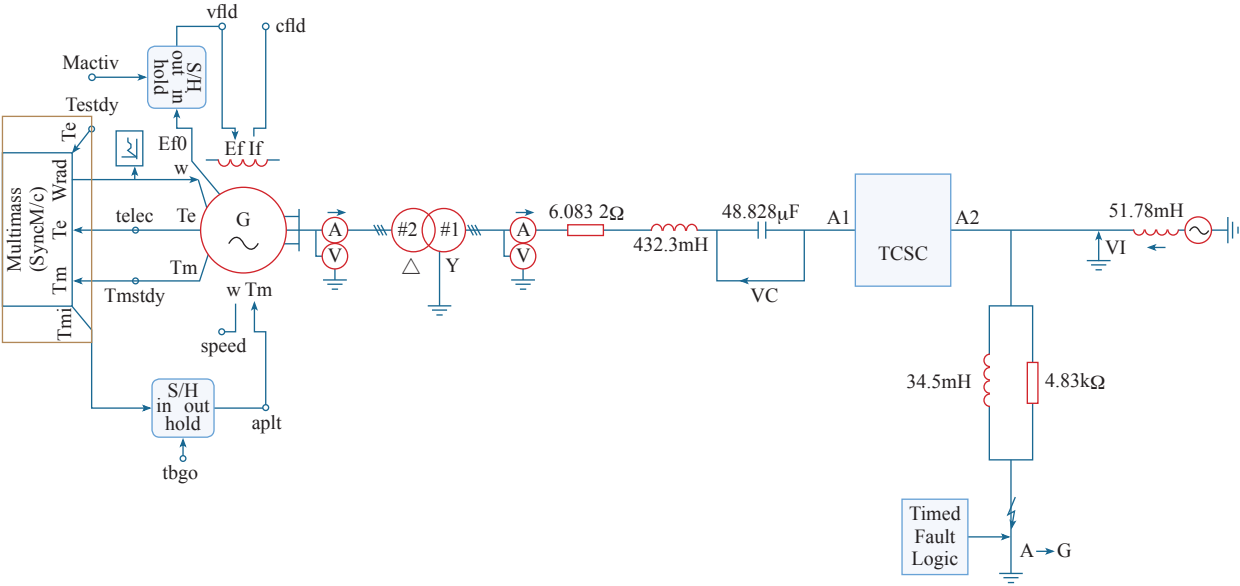 vfld
cfld
Mactiv
S/H
out in
hold
Testdy
Te
Ef0
Ef If
Wrad
w
Multimass
(SyncM/c)
telec
Te
Te
G
A
V
#2
#1
△
Y
A
V
6.083 2Ω
432.3mH
48.828μF
VC
A1
TCSC
A2
51.78mH
VI
Tm
Tm
Tmstdy
w Tm
Tmi
speed
S/H
in out
hold
aplt
tbgo
34.5mH
4.83kΩ
Timed
Fault
Logic
A→G